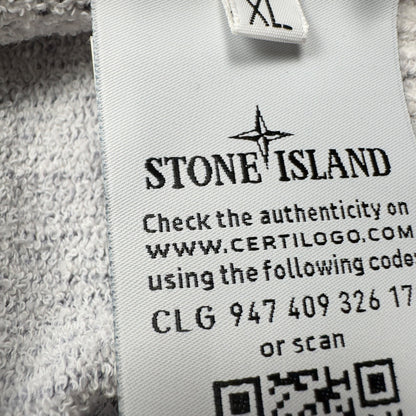 XL
STONE ISLAND
Check the authenticity on
WWW.CERTILOGO.COM
using the following code:
CLG 947 409 326 17
or scan